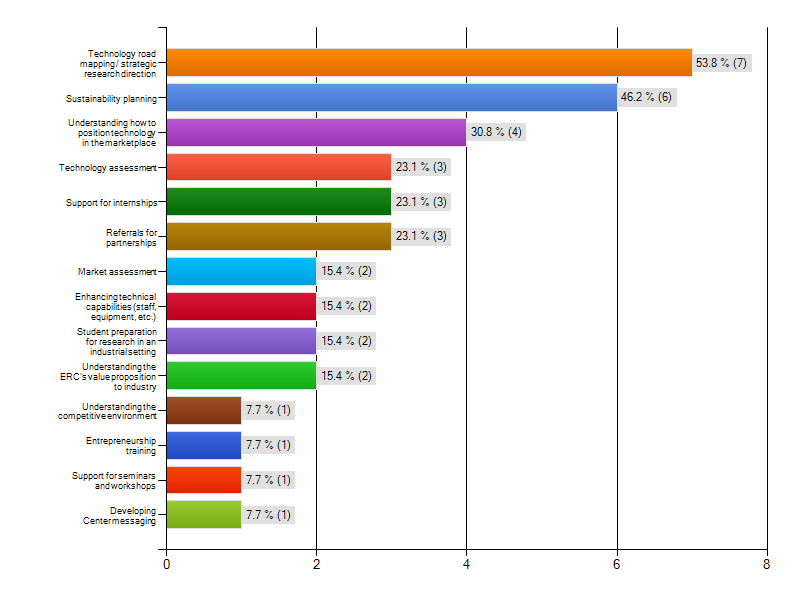 Technology road
mapping / strategic
research direction
53.8 % (7)
Sustainability planning
46.2 % (6)
Understanding how to
position technology
in the marketplace
30.8 % (4)
Technology assessment
23.1 % (3)
Support for internships
23.1 % (3)
Referrals for
partnerships
23.1 % (3)
Market assessment
15.4 % (2)
Enhancing technical
capabilities (staff,
equipment, etc.)
15.4 % (2)
Student preparation
for research in an
industrial setting
15.4 % (2)
Understanding the
ERC's value proposition
to industry
15.4 % (2)
Understanding the
competitive environment
7.7 % (1)
Entrepreneurship
training
7.7 % (1)
Support for seminars
and workshops
7.7 % (1)
Developing
Center messaging
7.7 % (1)
0 2 4 6 8